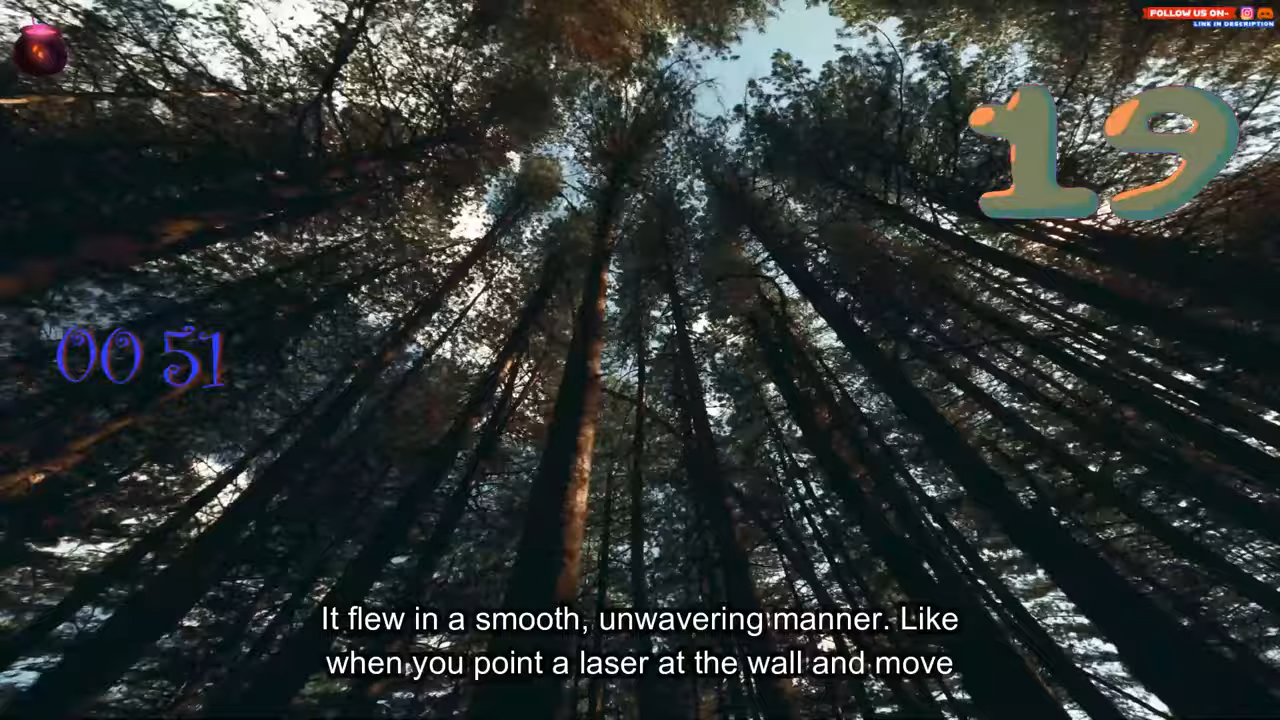 FOLLOW US ON-
LINK IN DESCRIPTION
19
00 51
It flew in a smooth, unwavering manner. Like
when you point a laser at the wall and move